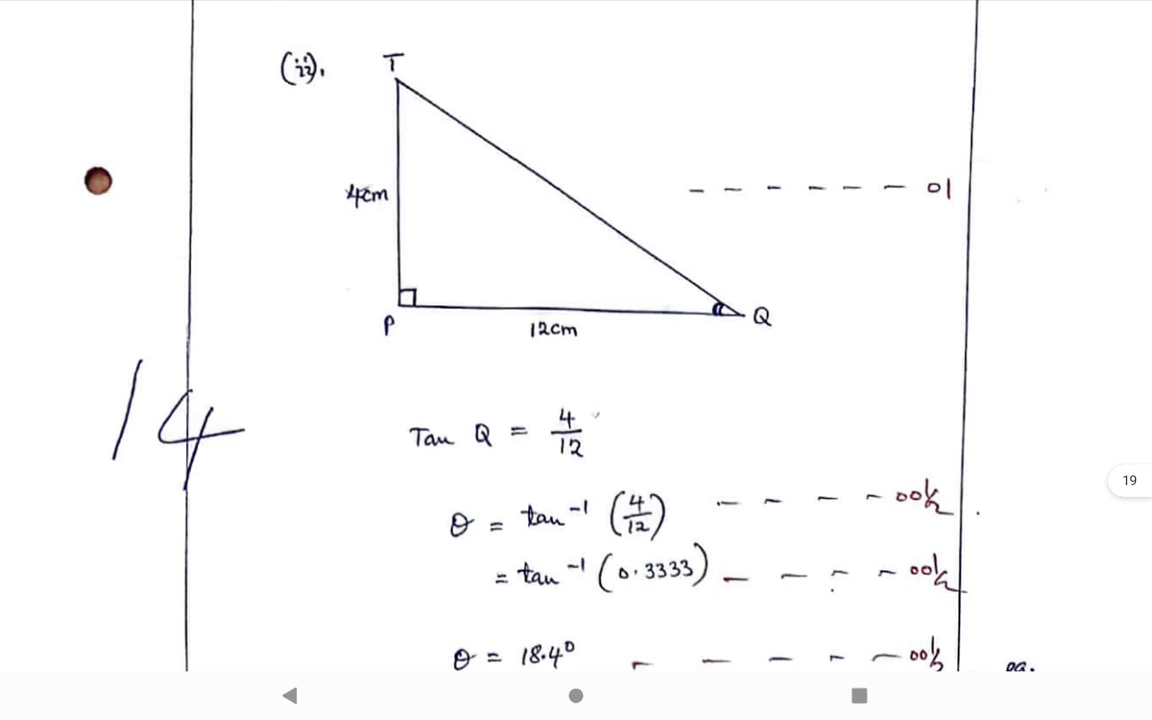 (ii).
T
4cm
01
P
Q
12cm
14
Tan Q = 4/12
19
θ = tan⁻¹ (4/12) 00½
= tan⁻¹ (0.3333) 00½
θ = 18.4° 00½